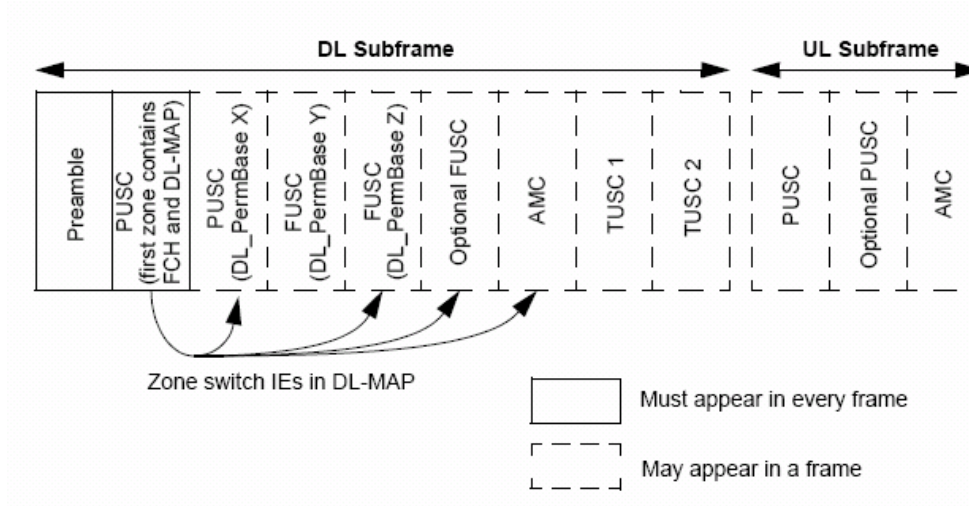 DL Subframe
UL Subframe
Preamble
PUSC
(first zone contains
FCH and DL-MAP)
PUSC
(DL_PermBase X)
FUSC
(DL_PermBase Y)
FUSC
(DL_PermBase Z)
Optional FUSC
AMC
TUSC 1
TUSC 2
PUSC
Optional PUSC
AMC
Zone switch IEs in DL-MAP
Must appear in every frame
May appear in a frame